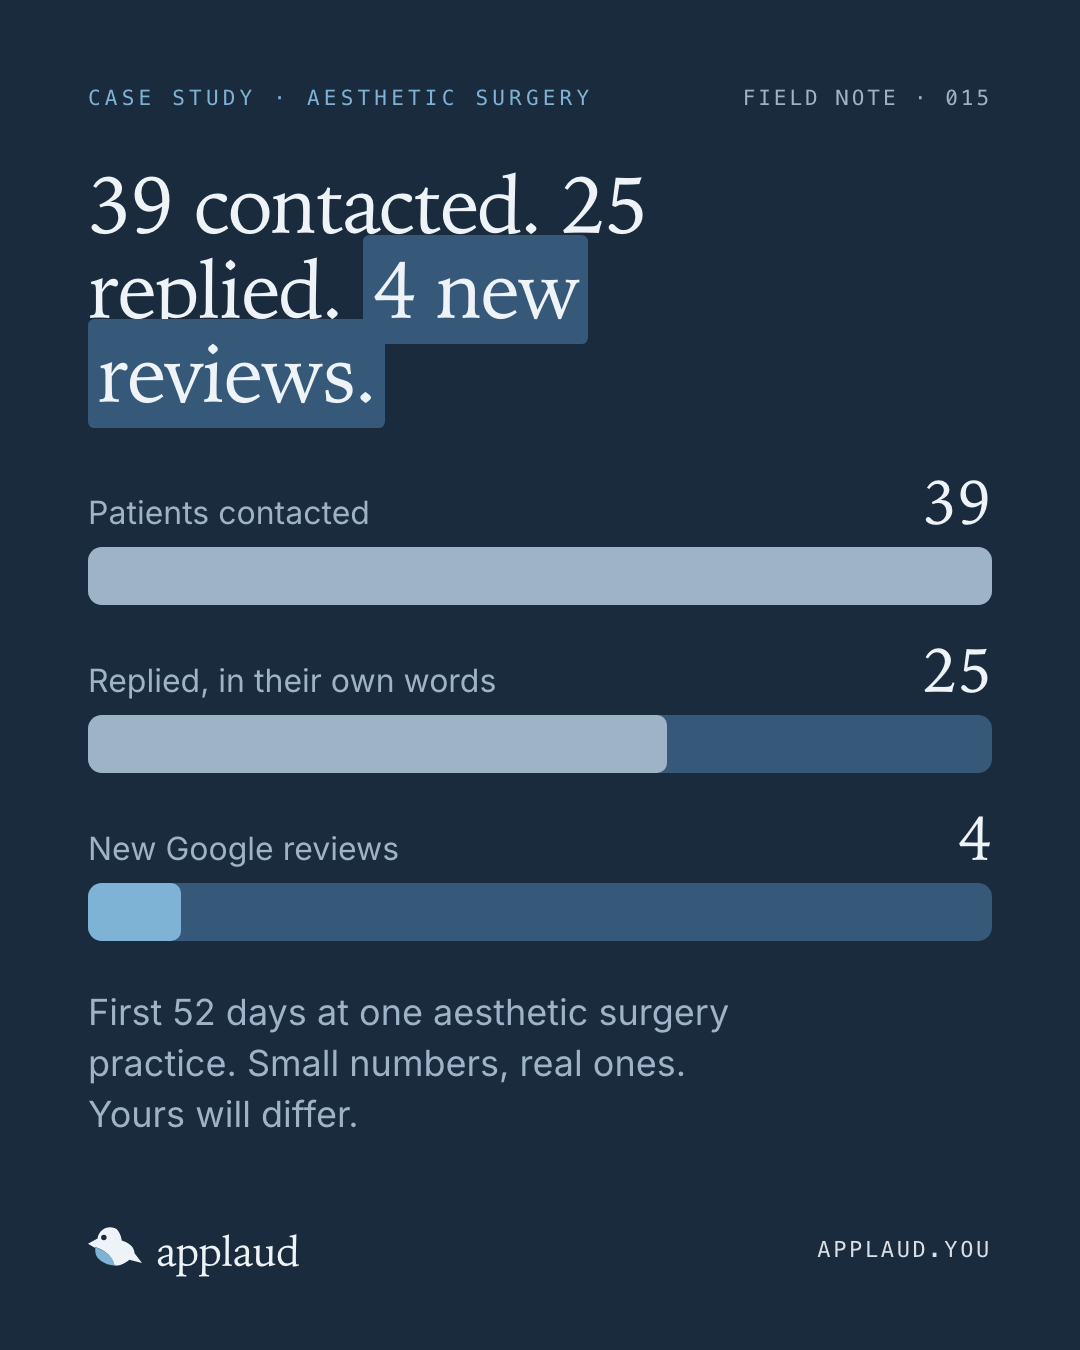 CASE STUDY · AESTHETIC SURGERY
FIELD NOTE · 015
39 contacted. 25
replied. 4 new
reviews.
Patients contacted
39
Replied, in their own words
25
New Google reviews
4
First 52 days at one aesthetic surgery
practice. Small numbers, real ones.
Yours will differ.
applaud
APPLAUD.YOU